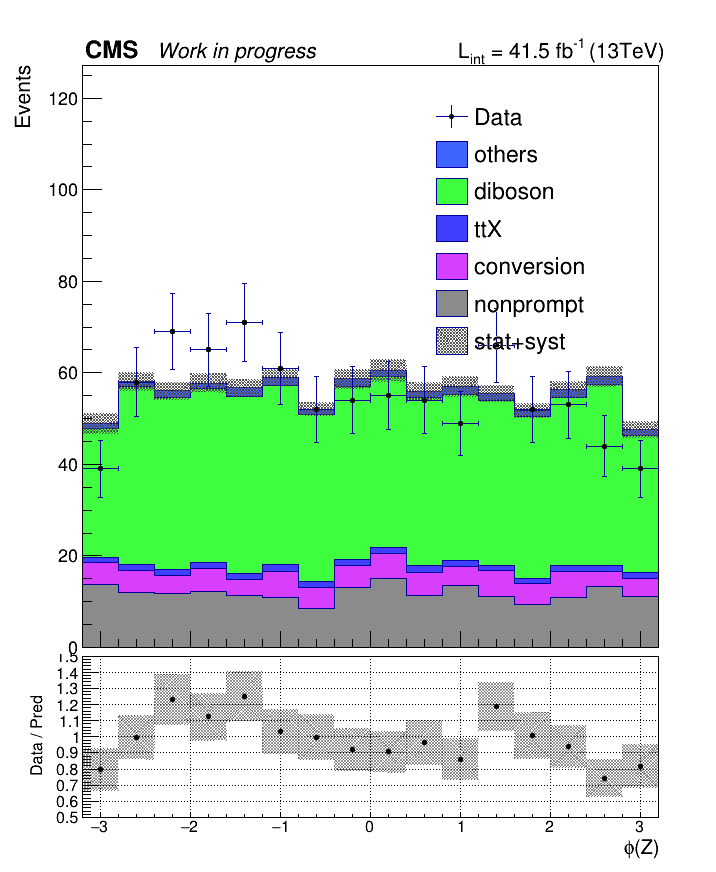 CMS Work in progress L_int = 41.5 fb^-1 (13TeV)
Events
120
100
80
60
40
20
0
Data
others
diboson
ttX
conversion
nonprompt
stat+syst
Data / Pred
1.5
1.4
1.3
1.2
1.1
1
0.9
0.8
0.7
0.6
0.5
−3 −2 −1 0 1 2 3
ϕ(Z)